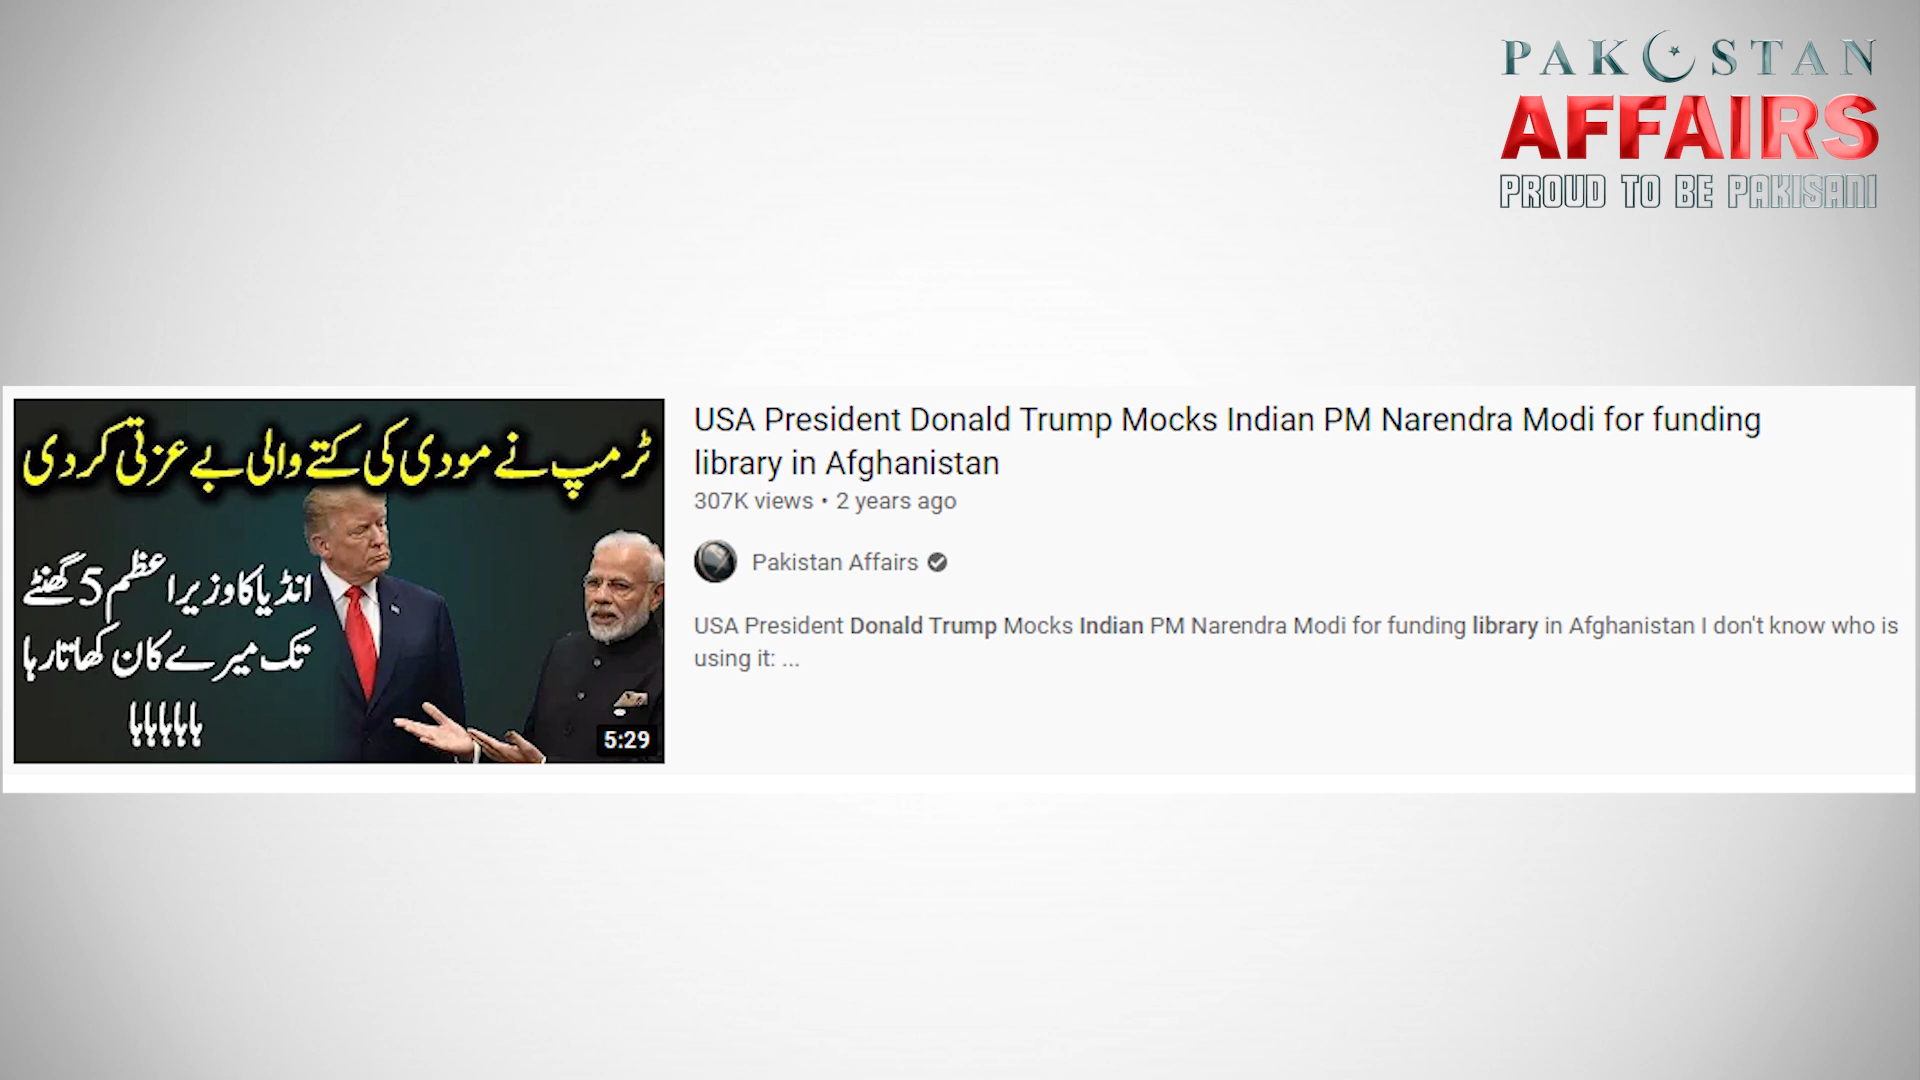 PAKISTAN
AFFAIRS
PROUD TO BE PAKISANI
ٹرمپ نے مودی کی کتے والی بے عزتی کر دی
انڈیا کا وزیر اعظم 5 گھنٹے
تک میرے کان کھاتا رہا
ہاہاہاہاہا
5:29
USA President Donald Trump Mocks Indian PM Narendra Modi for funding
library in Afghanistan
307K views • 2 years ago
Pakistan Affairs
USA President Donald Trump Mocks Indian PM Narendra Modi for funding library in Afghanistan I don't know who is
using it: ...